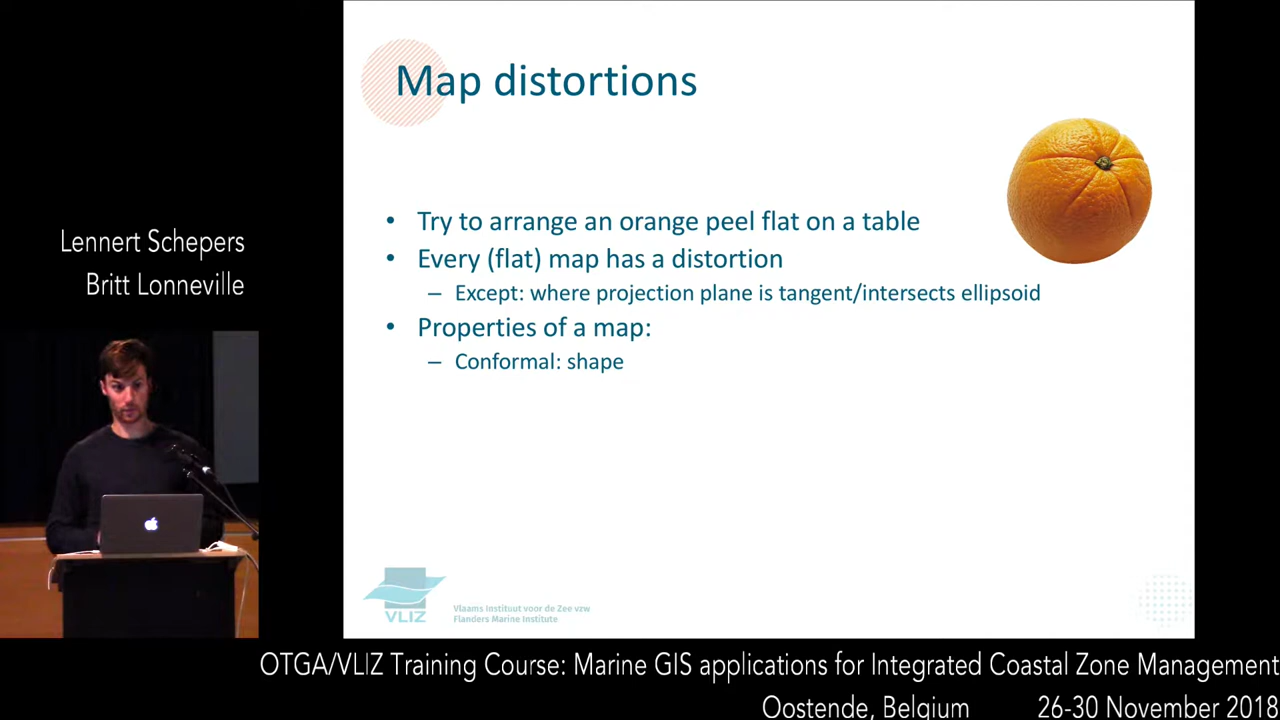 Map distortions
Lennert Schepers
Britt Lonneville
• Try to arrange an orange peel flat on a table
• Every (flat) map has a distortion
– Except: where projection plane is tangent/intersects ellipsoid
• Properties of a map:
– Conformal: shape
VLIZ
Vlaams Instituut voor de Zee vzw
Flanders Marine Institute
OTGA/VLIZ Training Course: Marine GIS applications for Integrated Coastal Zone Management
Oostende, Belgium 26-30 November 2018